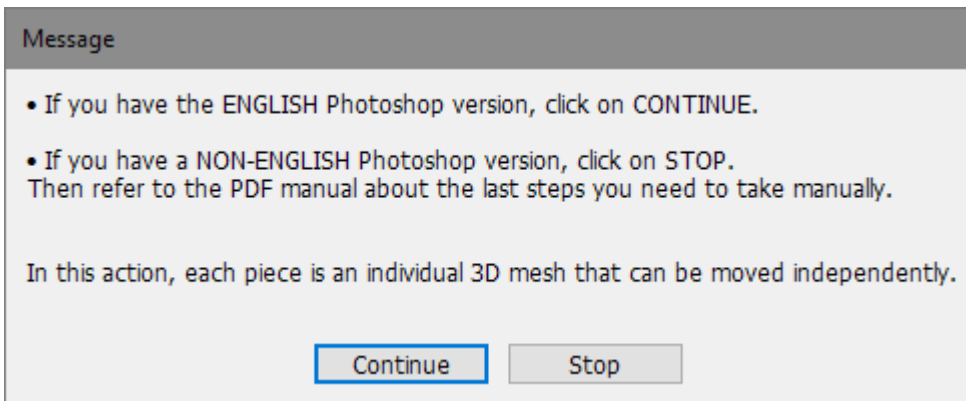 Message
• If you have the ENGLISH Photoshop version, click on CONTINUE.
• If you have a NON-ENGLISH Photoshop version, click on STOP.
Then refer to the PDF manual about the last steps you need to take manually.
In this action, each piece is an individual 3D mesh that can be moved independently.
Continue
Stop